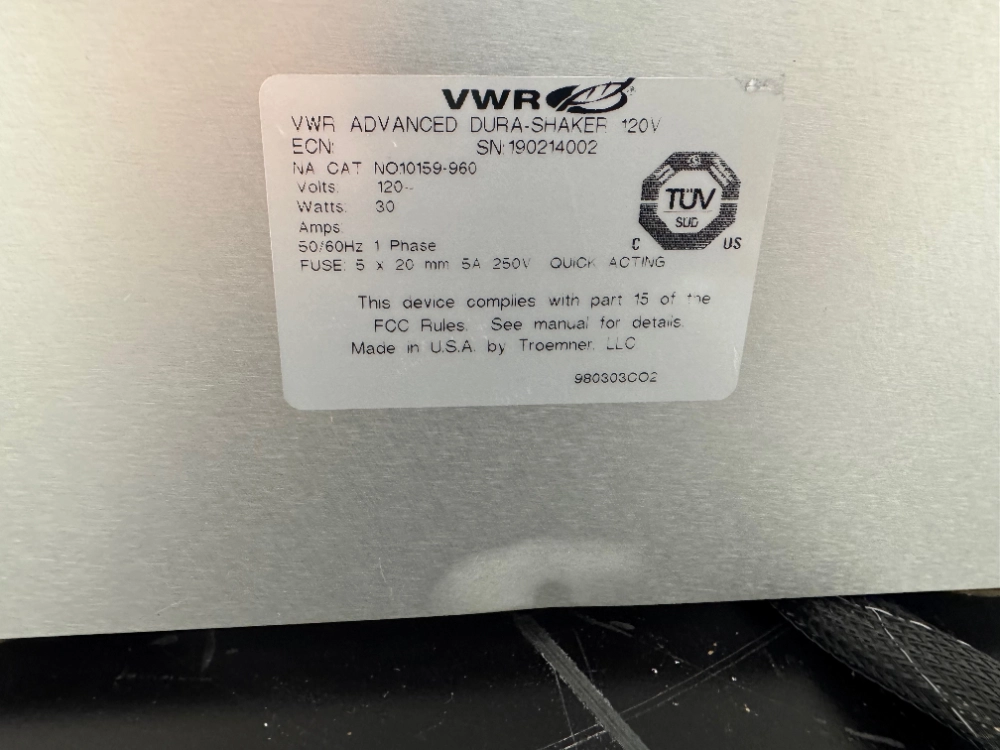 VWR
VWR ADVANCED DURA-SHAKER 120V
ECN: SN:190214002
NA CAT NO.10159-960
Volts: 120~
Watts: 30
Amps:
50/60Hz 1 Phase
FUSE: 5 x 20 mm 5A 250V QUICK ACTING
TÜV
SUD
C US
This device complies with part 15 of the
FCC Rules. See manual for details.
Made in U.S.A. by Troemner, LLC
980303C02